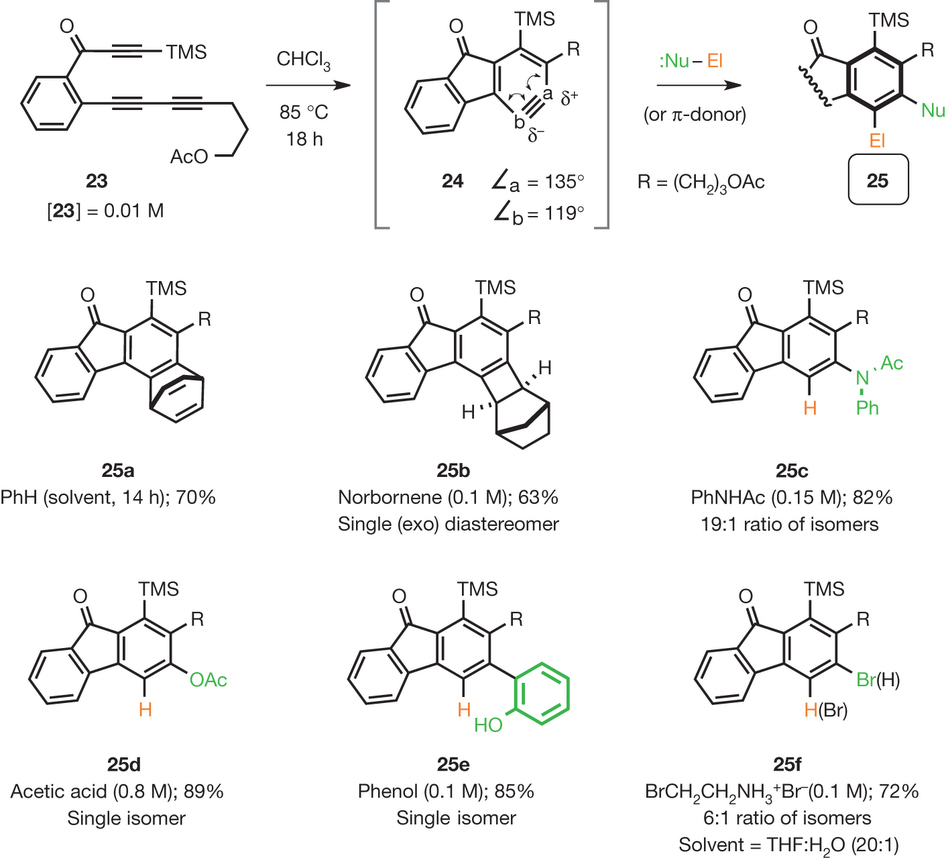 O
TMS
AcO
23
[23] = 0.01 M
CHCl3
85 °C
18 h
O
TMS
R
a
δ+
b
δ−
24
∠a = 135°
∠b = 119°
:Nu – El
(or π-donor)
R = (CH2)3OAc
O
TMS
R
Nu
El
25
O
TMS
R
25a
PhH (solvent, 14 h); 70%
O
TMS
R
H
H
25b
Norbornene (0.1 M); 63%
Single (exo) diastereomer
O
TMS
R
N
Ac
Ph
H
25c
PhNHAc (0.15 M); 82%
19:1 ratio of isomers
O
TMS
R
OAc
H
25d
Acetic acid (0.8 M); 89%
Single isomer
O
TMS
R
H
HO
25e
Phenol (0.1 M); 85%
Single isomer
O
TMS
R
Br(H)
H(Br)
25f
BrCH2CH2NH3+Br−(0.1 M); 72%
6:1 ratio of isomers
Solvent = THF:H2O (20:1)